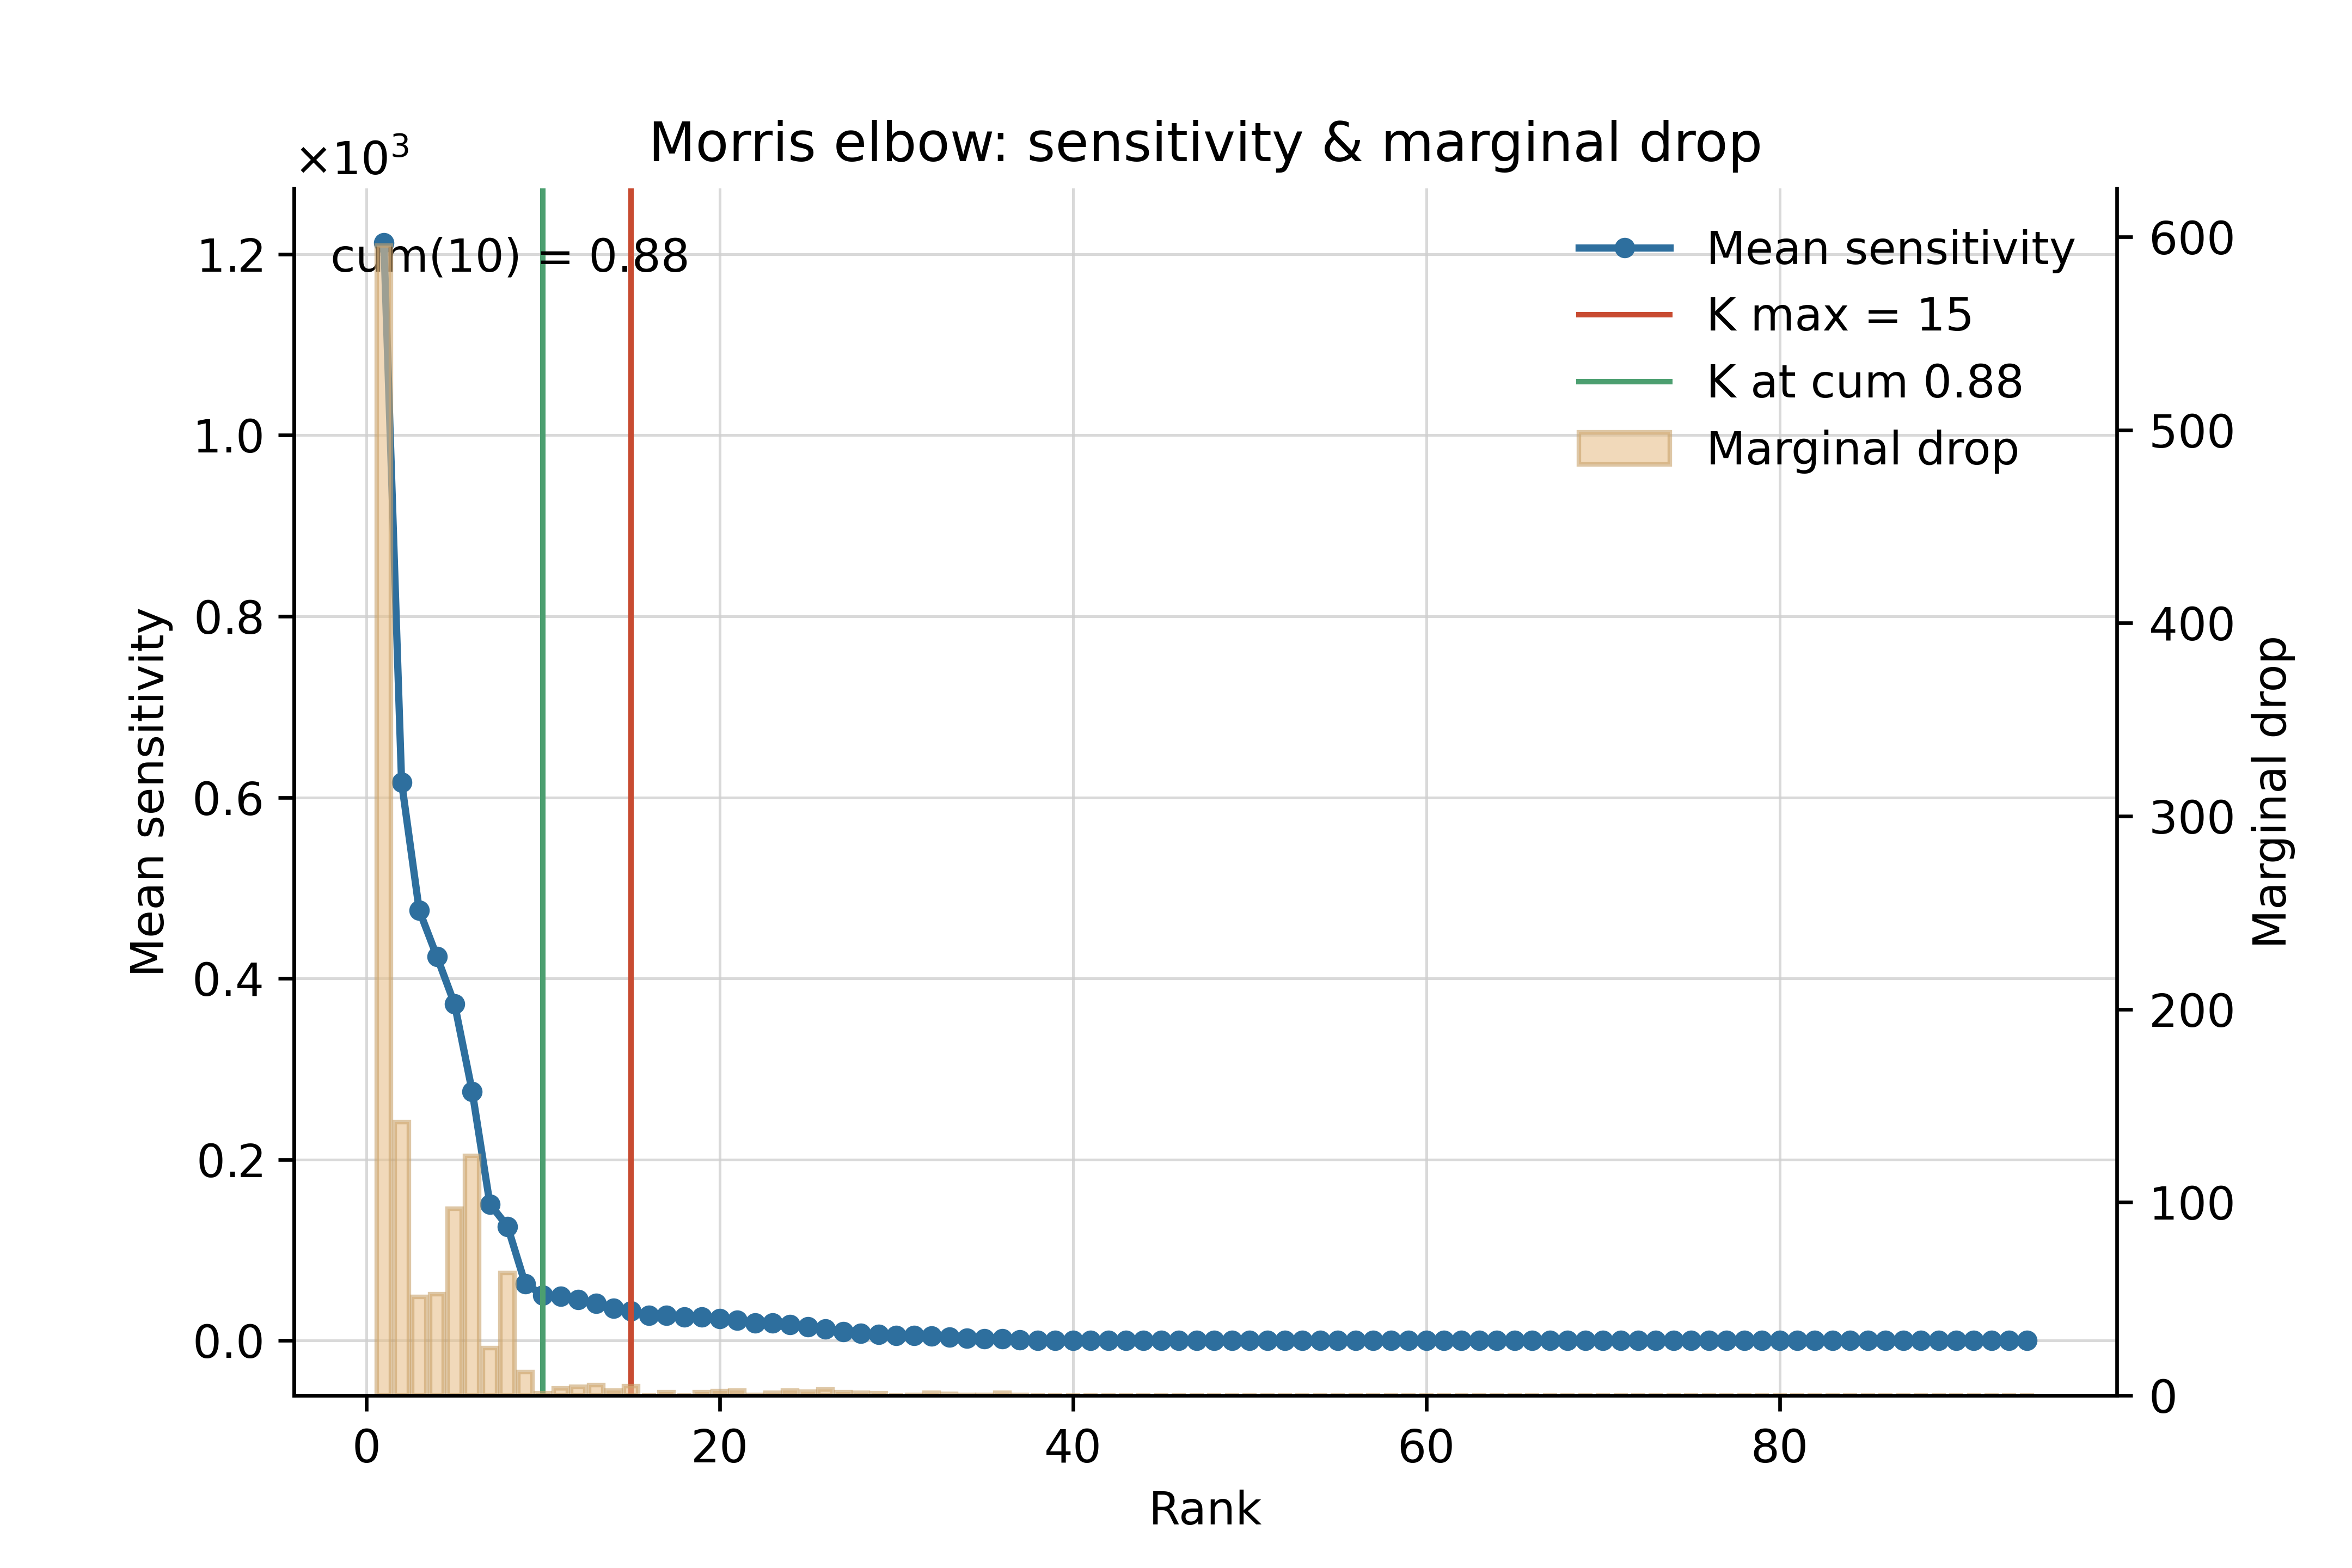 Morris elbow: sensitivity & marginal drop
×10³
cum(10) = 0.88
Mean sensitivity
K max = 15
K at cum 0.88
Marginal drop
1.2
1.0
0.8
0.6
0.4
0.2
0.0
Mean sensitivity
600
500
400
300
200
100
0
Marginal drop
0 20 40 60 80
Rank